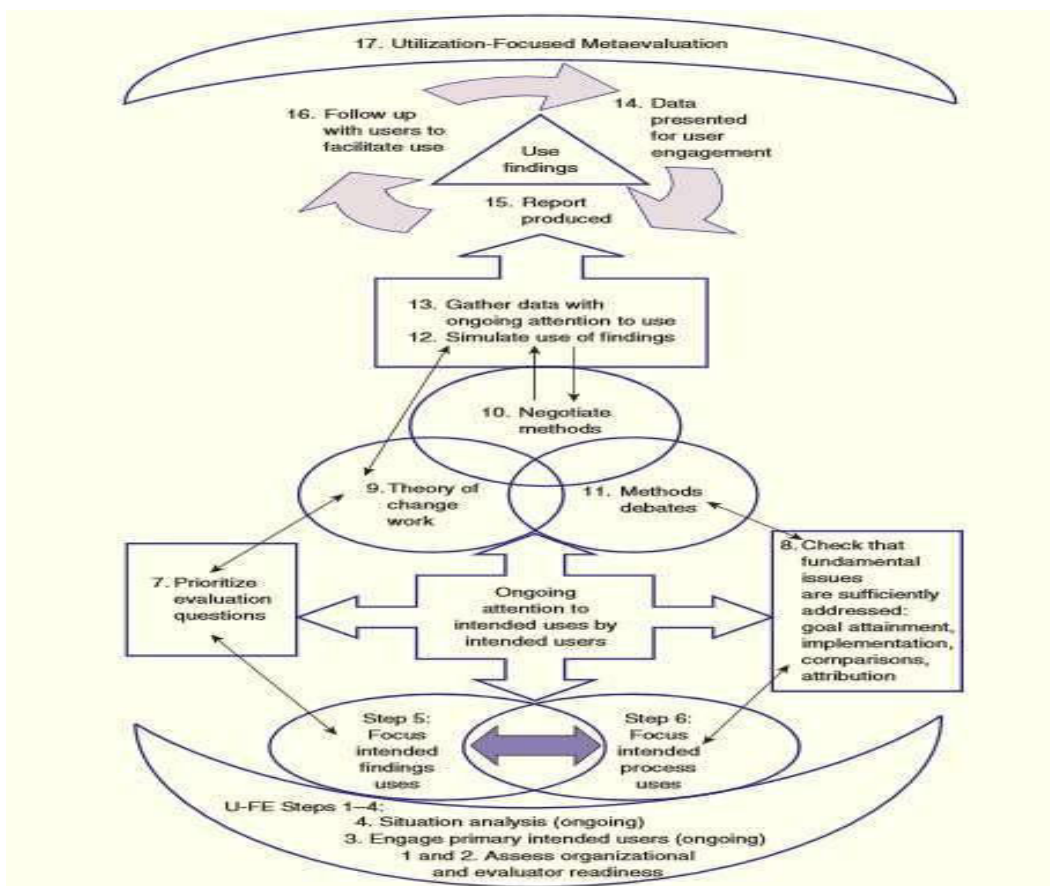 17. Utilization-Focused Metaevaluation
16. Follow up
with users to
facilitate use
14. Data
presented
for user
engagement
Use
findings
15. Report
produced
13. Gather data with
ongoing attention to use
12. Simulate use of findings
10. Negotiate
methods
9. Theory of
change
work
11. Methods
debates
7. Prioritize
evaluation
questions
Ongoing
attention to
intended uses by
intended users
8. Check that
fundamental
issues
are sufficiently
addressed:
goal attainment,
implementation,
comparisons,
attribution
Step 5:
Focus
intended
findings
uses
Step 6:
Focus
intended
process
uses
U-FE Steps 1–4:
4. Situation analysis (ongoing)
3. Engage primary intended users (ongoing)
1 and 2. Assess organizational
and evaluator readiness